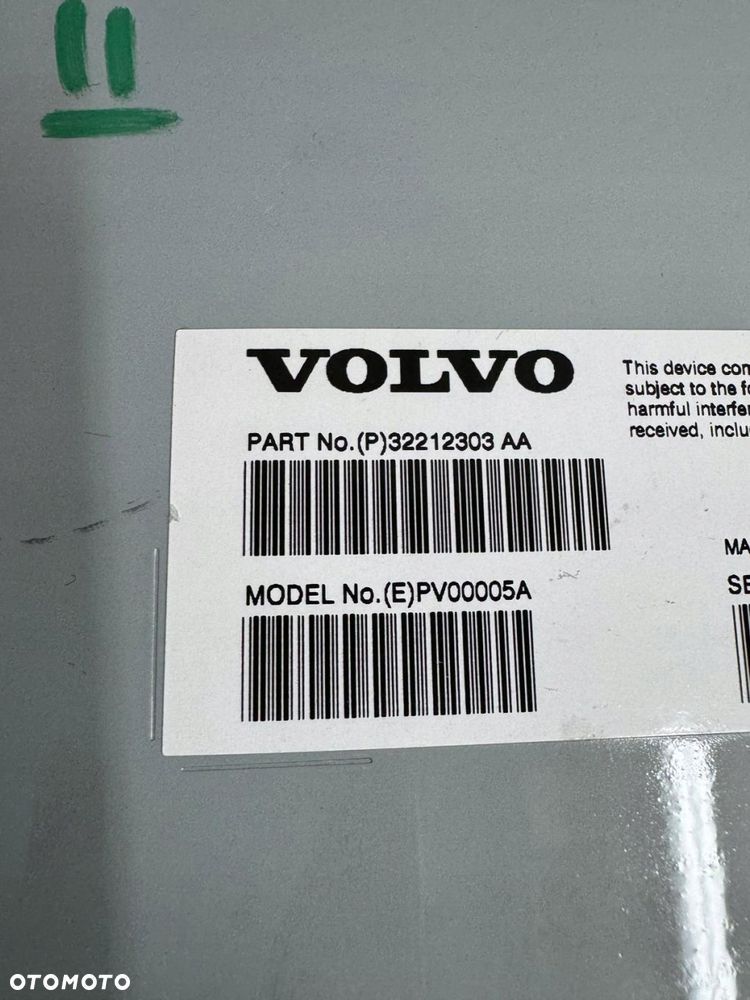 VOLVO
PART No.(P)32212303 AA
MODEL No.(E)PV00005A
This device com
subject to the fo
harmful interfer
received, inclu
MA
SE
OTOMOTO